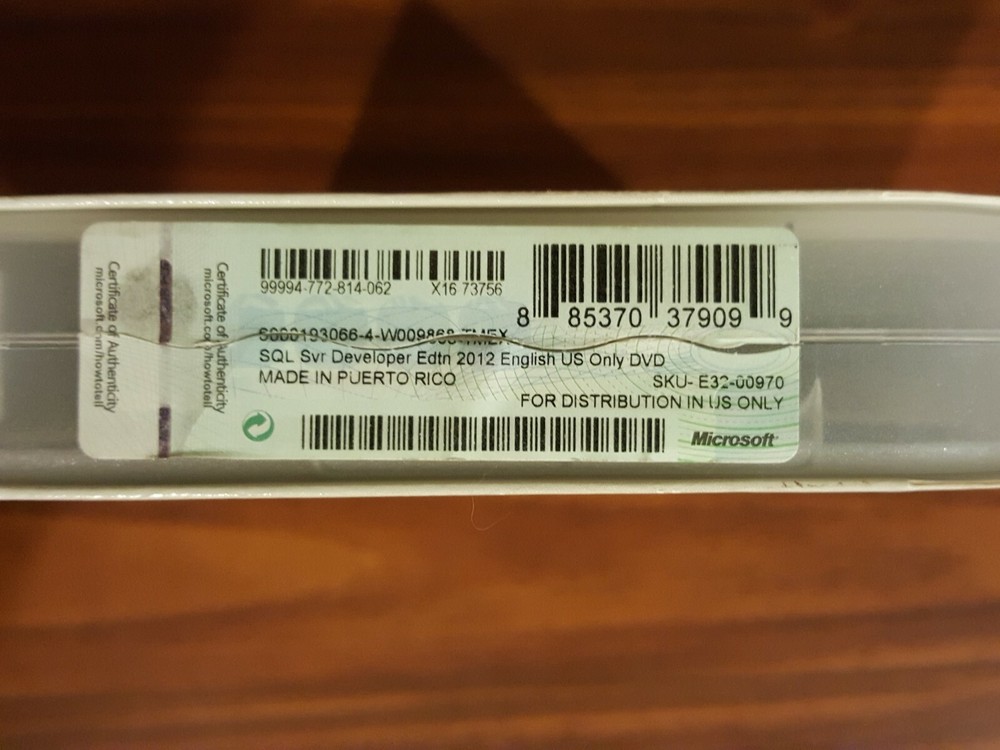 Certificate of Authenticity
microsoft.com/howtotell
Certificate of Authenticity
microsoft.com/howtotell
99994-772-814-062 X16 73756
8 85370 37909 9
SQL Svr Developer Edtn 2012 English US Only DVD
MADE IN PUERTO RICO
SKU- E32-00970
FOR DISTRIBUTION IN US ONLY
Microsoft